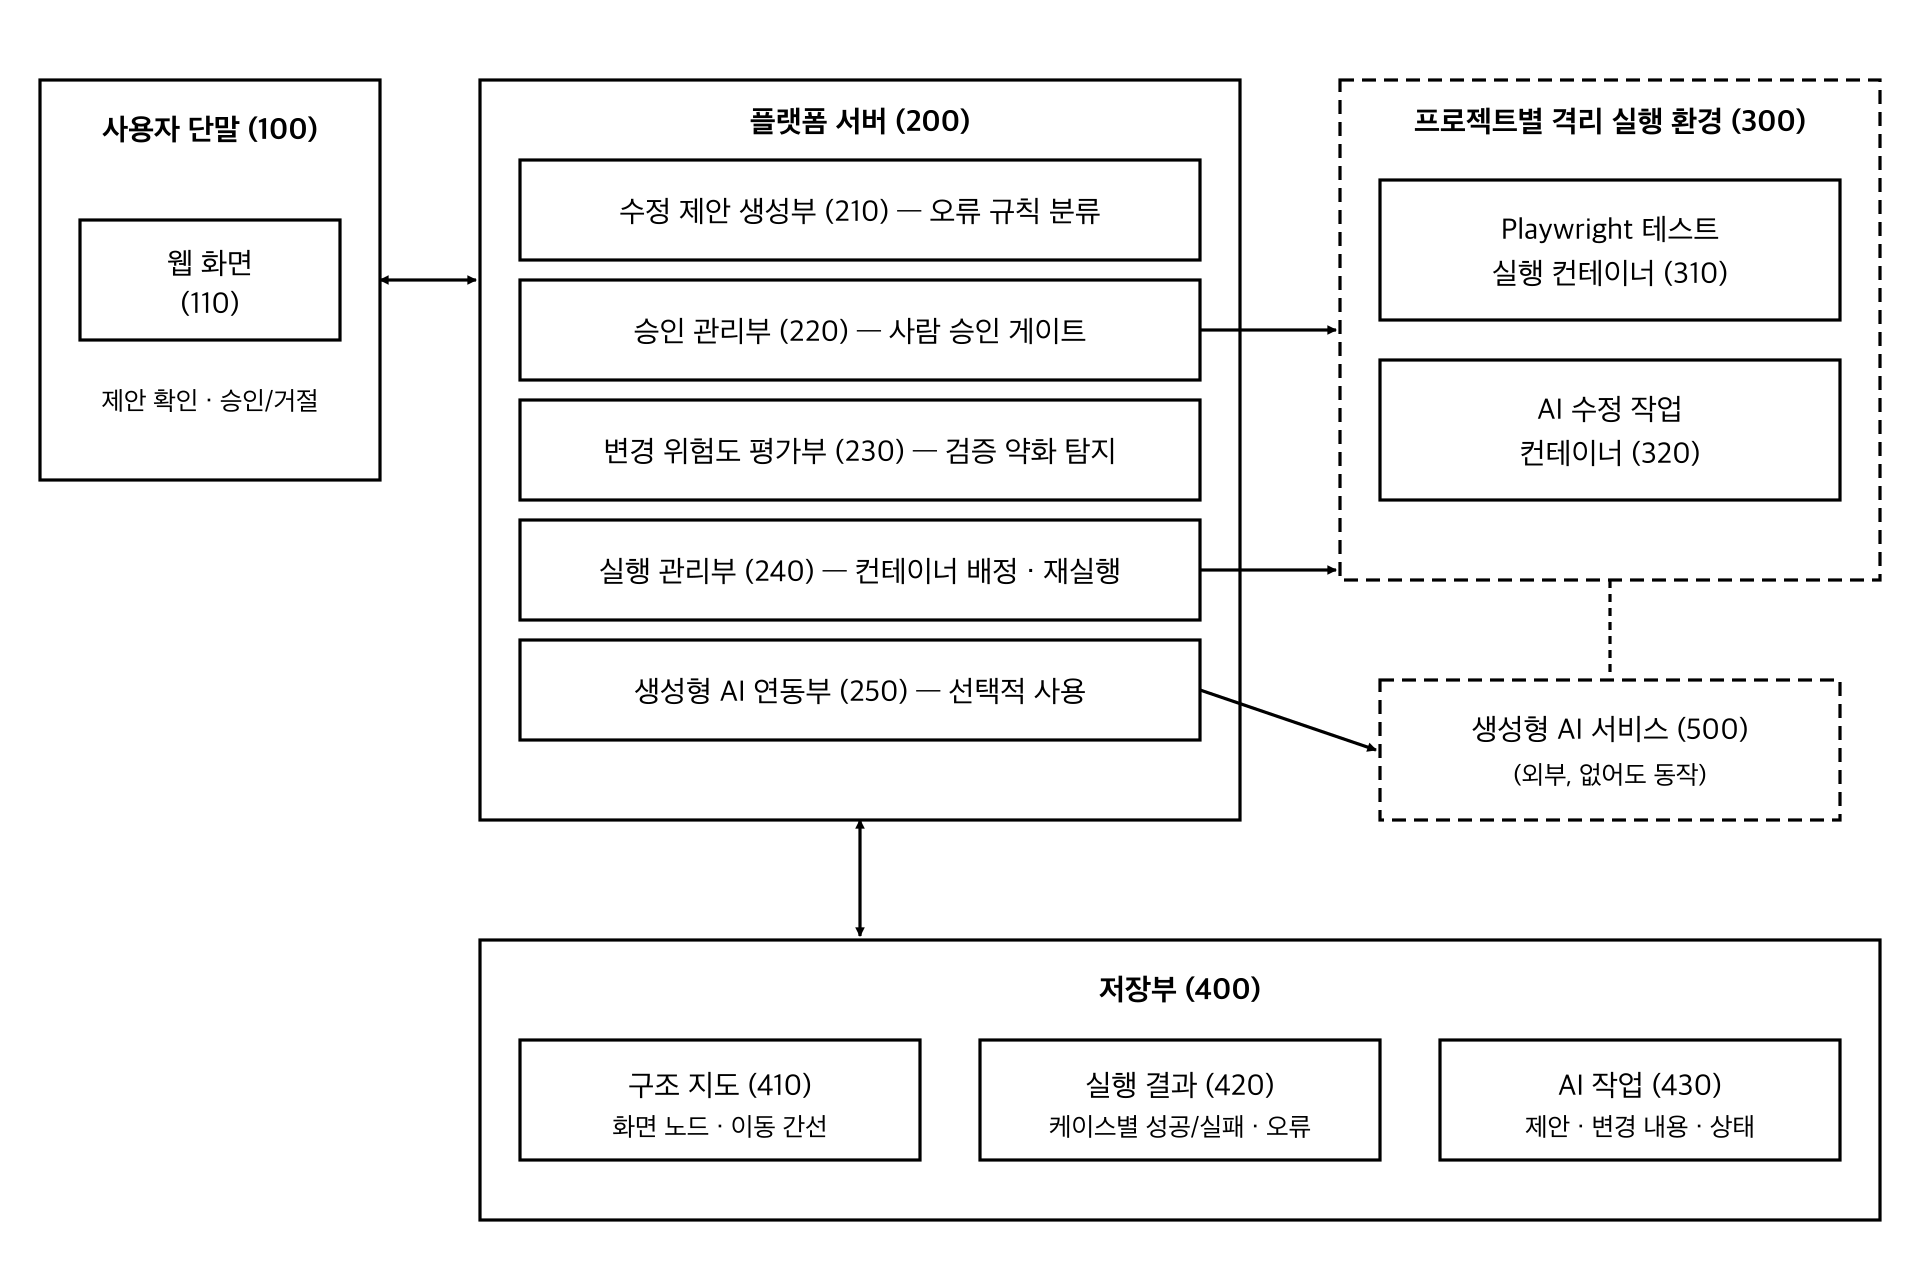 사용자 단말 (100)
웹 화면
(110)
제안 확인 · 승인/거절
플랫폼 서버 (200)
수정 제안 생성부 (210) — 오류 규칙 분류
승인 관리부 (220) — 사람 승인 게이트
변경 위험도 평가부 (230) — 검증 약화 탐지
실행 관리부 (240) — 컨테이너 배정 · 재실행
생성형 AI 연동부 (250) — 선택적 사용
프로젝트별 격리 실행 환경 (300)
Playwright 테스트
실행 컨테이너 (310)
AI 수정 작업
컨테이너 (320)
생성형 AI 서비스 (500)
(외부, 없어도 동작)
저장부 (400)
구조 지도 (410)
화면 노드 · 이동 간선
실행 결과 (420)
케이스별 성공/실패 · 오류
AI 작업 (430)
제안 · 변경 내용 · 상태